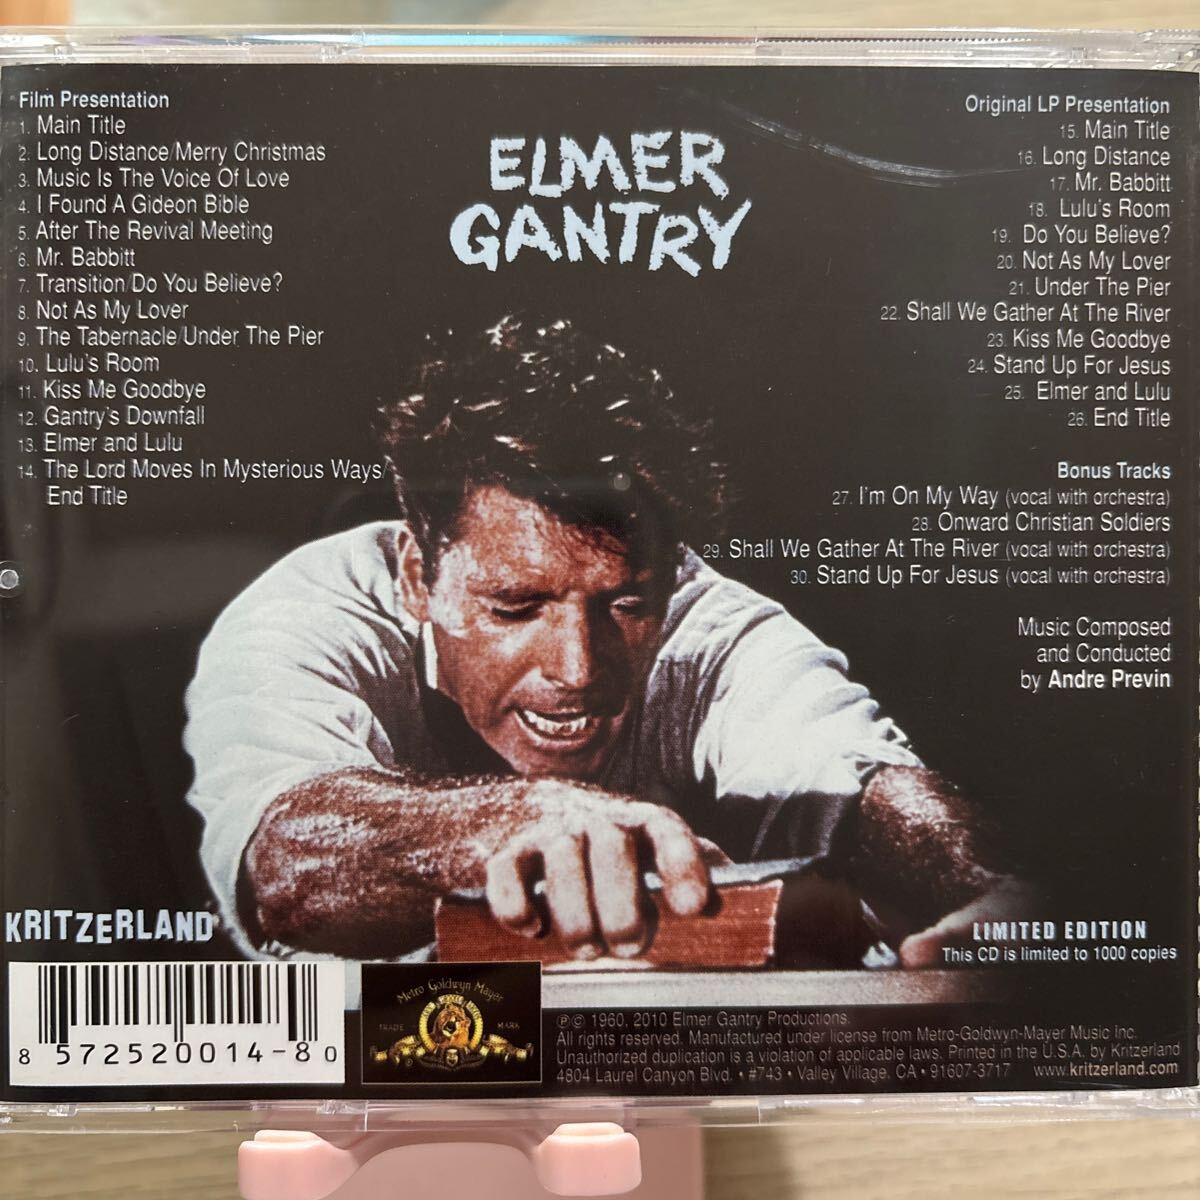 Film Presentation
1. Main Title
2. Long Distance/Merry Christmas
3. Music Is The Voice Of Love
4. I Found A Gideon Bible
5. After The Revival Meeting
6. Mr. Babbitt
7. Transition/Do You Believe?
8. Not As My Lover
9. The Tabernacle/Under The Pier
10. Lulu's Room
11. Kiss Me Goodbye
12. Gantry's Downfall
13. Elmer and Lulu
14. The Lord Moves In Mysterious Ways/
End Title
ELMER
GANTRY
Original LP Presentation
15. Main Title
16. Long Distance
17. Mr. Babbitt
18. Lulu's Room
19. Do You Believe?
20. Not As My Lover
21. Under The Pier
22. Shall We Gather At The River
23. Kiss Me Goodbye
24. Stand Up For Jesus
25. Elmer and Lulu
26. End Title
Bonus Tracks
27. I'm On My Way (vocal with orchestra)
28. Onward Christian Soldiers
29. Shall We Gather At The River (vocal with orchestra)
30. Stand Up For Jesus (vocal with orchestra)
Music Composed
and Conducted
by Andre Previn
KRITZERLAND
LIMITED EDITION
This CD is limited to 1000 copies
8 572520014-8 0
Metro Goldwyn Mayer
TRADE MARK
℗© 1960, 2010 Elmer Gantry Productions.
All rights reserved. Manufactured under license from Metro-Goldwyn-Mayer Music Inc.
Unauthorized duplication is a violation of applicable laws. Printed in the U.S.A. by Kritzerland
4804 Laurel Canyon Blvd. • #743 • Valley Village, CA • 91607-3717 www.kritzerland.com